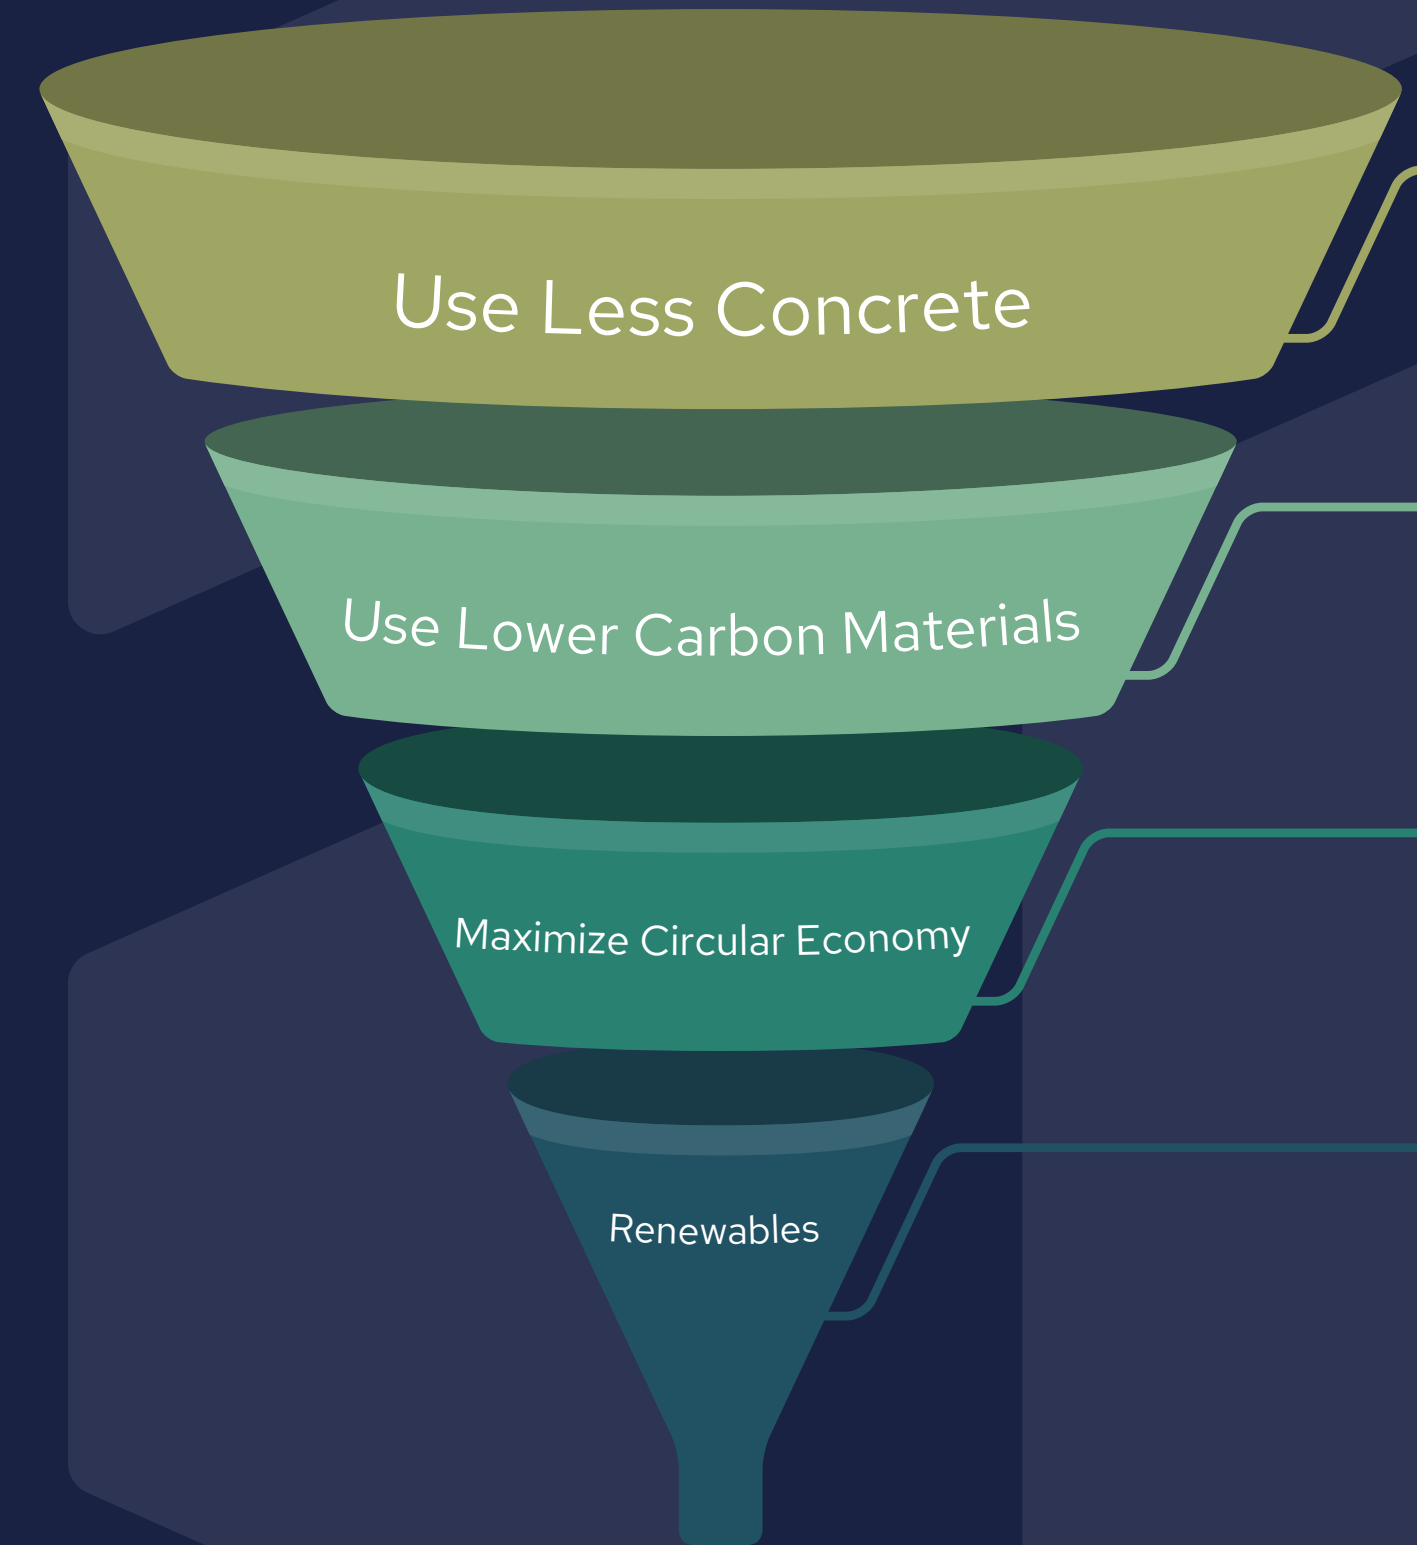 Use Less Concrete
Use Lower Carbon Materials
Maximize Circular Economy
Renewables